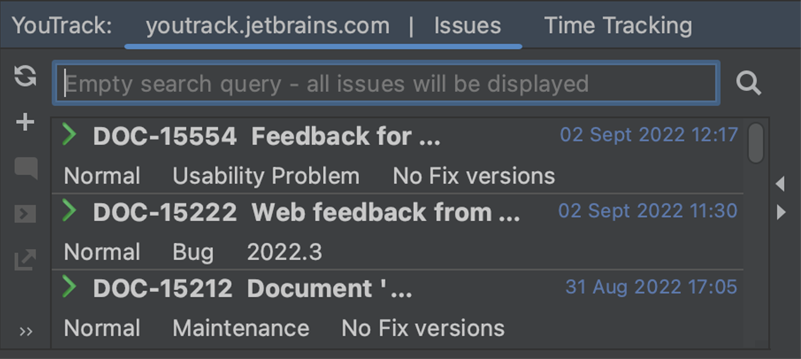 YouTrack: youtrack.jetbrains.com | Issues Time Tracking
Empty search query - all issues will be displayed
DOC-15554 Feedback for ... 02 Sept 2022 12:17
Normal Usability Problem No Fix versions
DOC-15222 Web feedback from ... 02 Sept 2022 11:30
Normal Bug 2022.3
DOC-15212 Document '... 31 Aug 2022 17:05
Normal Maintenance No Fix versions